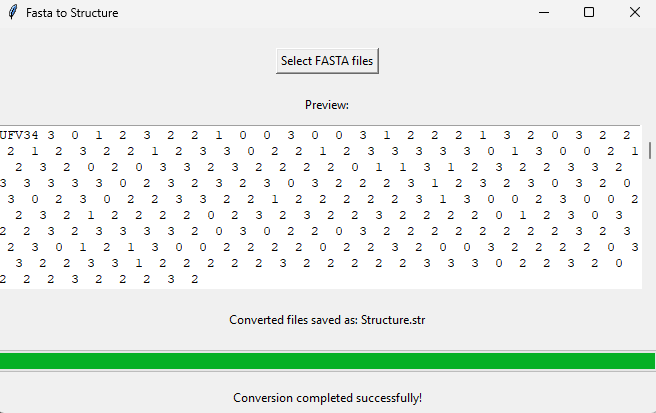 Fasta to Structure
Select FASTA files
Preview:
UFV34 3 0 1 2 3 2 2 1 0 0 3 0 0 3 1 2 2 2 1 3 2 0 3 2 2
2 1 2 3 2 2 1 2 3 3 0 2 2 1 2 3 3 3 3 3 0 1 3 0 0 2 1
2 3 2 0 2 0 3 3 2 3 2 2 2 2 0 1 1 3 1 2 3 2 2 3 3 2
3 3 3 3 3 0 2 3 2 3 2 3 0 3 2 2 2 3 1 2 3 2 3 0 3 2 0
3 0 2 3 0 2 2 3 3 2 2 1 2 2 2 2 2 3 1 3 0 0 2 3 0 0 2
2 3 2 1 2 2 2 2 0 2 3 2 3 2 2 3 2 2 2 2 0 1 2 3 0 3
2 2 3 2 3 3 3 3 2 0 3 0 2 2 0 3 2 2 2 2 2 2 2 3 2 3
2 3 0 1 2 1 3 0 0 2 2 2 2 0 2 2 3 2 0 0 3 2 2 2 2 0 3
3 2 2 3 3 1 2 2 2 2 2 3 2 2 2 2 2 3 3 3 0 2 2 3 2 0
2 2 2 3 2 2 2 3 2
Converted files saved as: Structure.str
Conversion completed successfully!